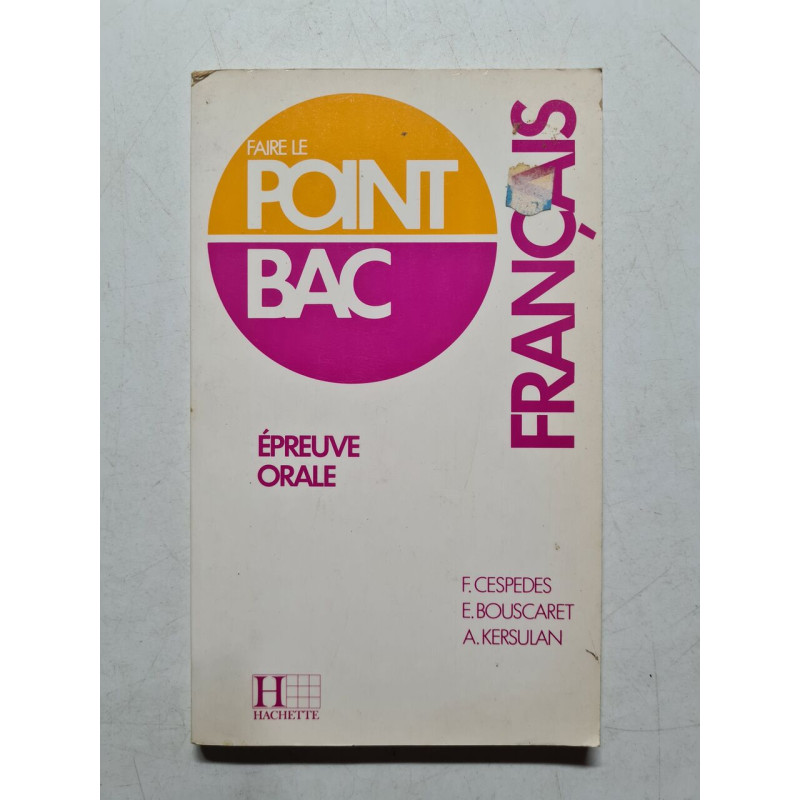 FAIRE LE
POINT
BAC
FRANÇAIS
ÉPREUVE
ORALE
F. CESPEDES
E. BOUSCARET
A. KERSULAN
H
HACHETTE